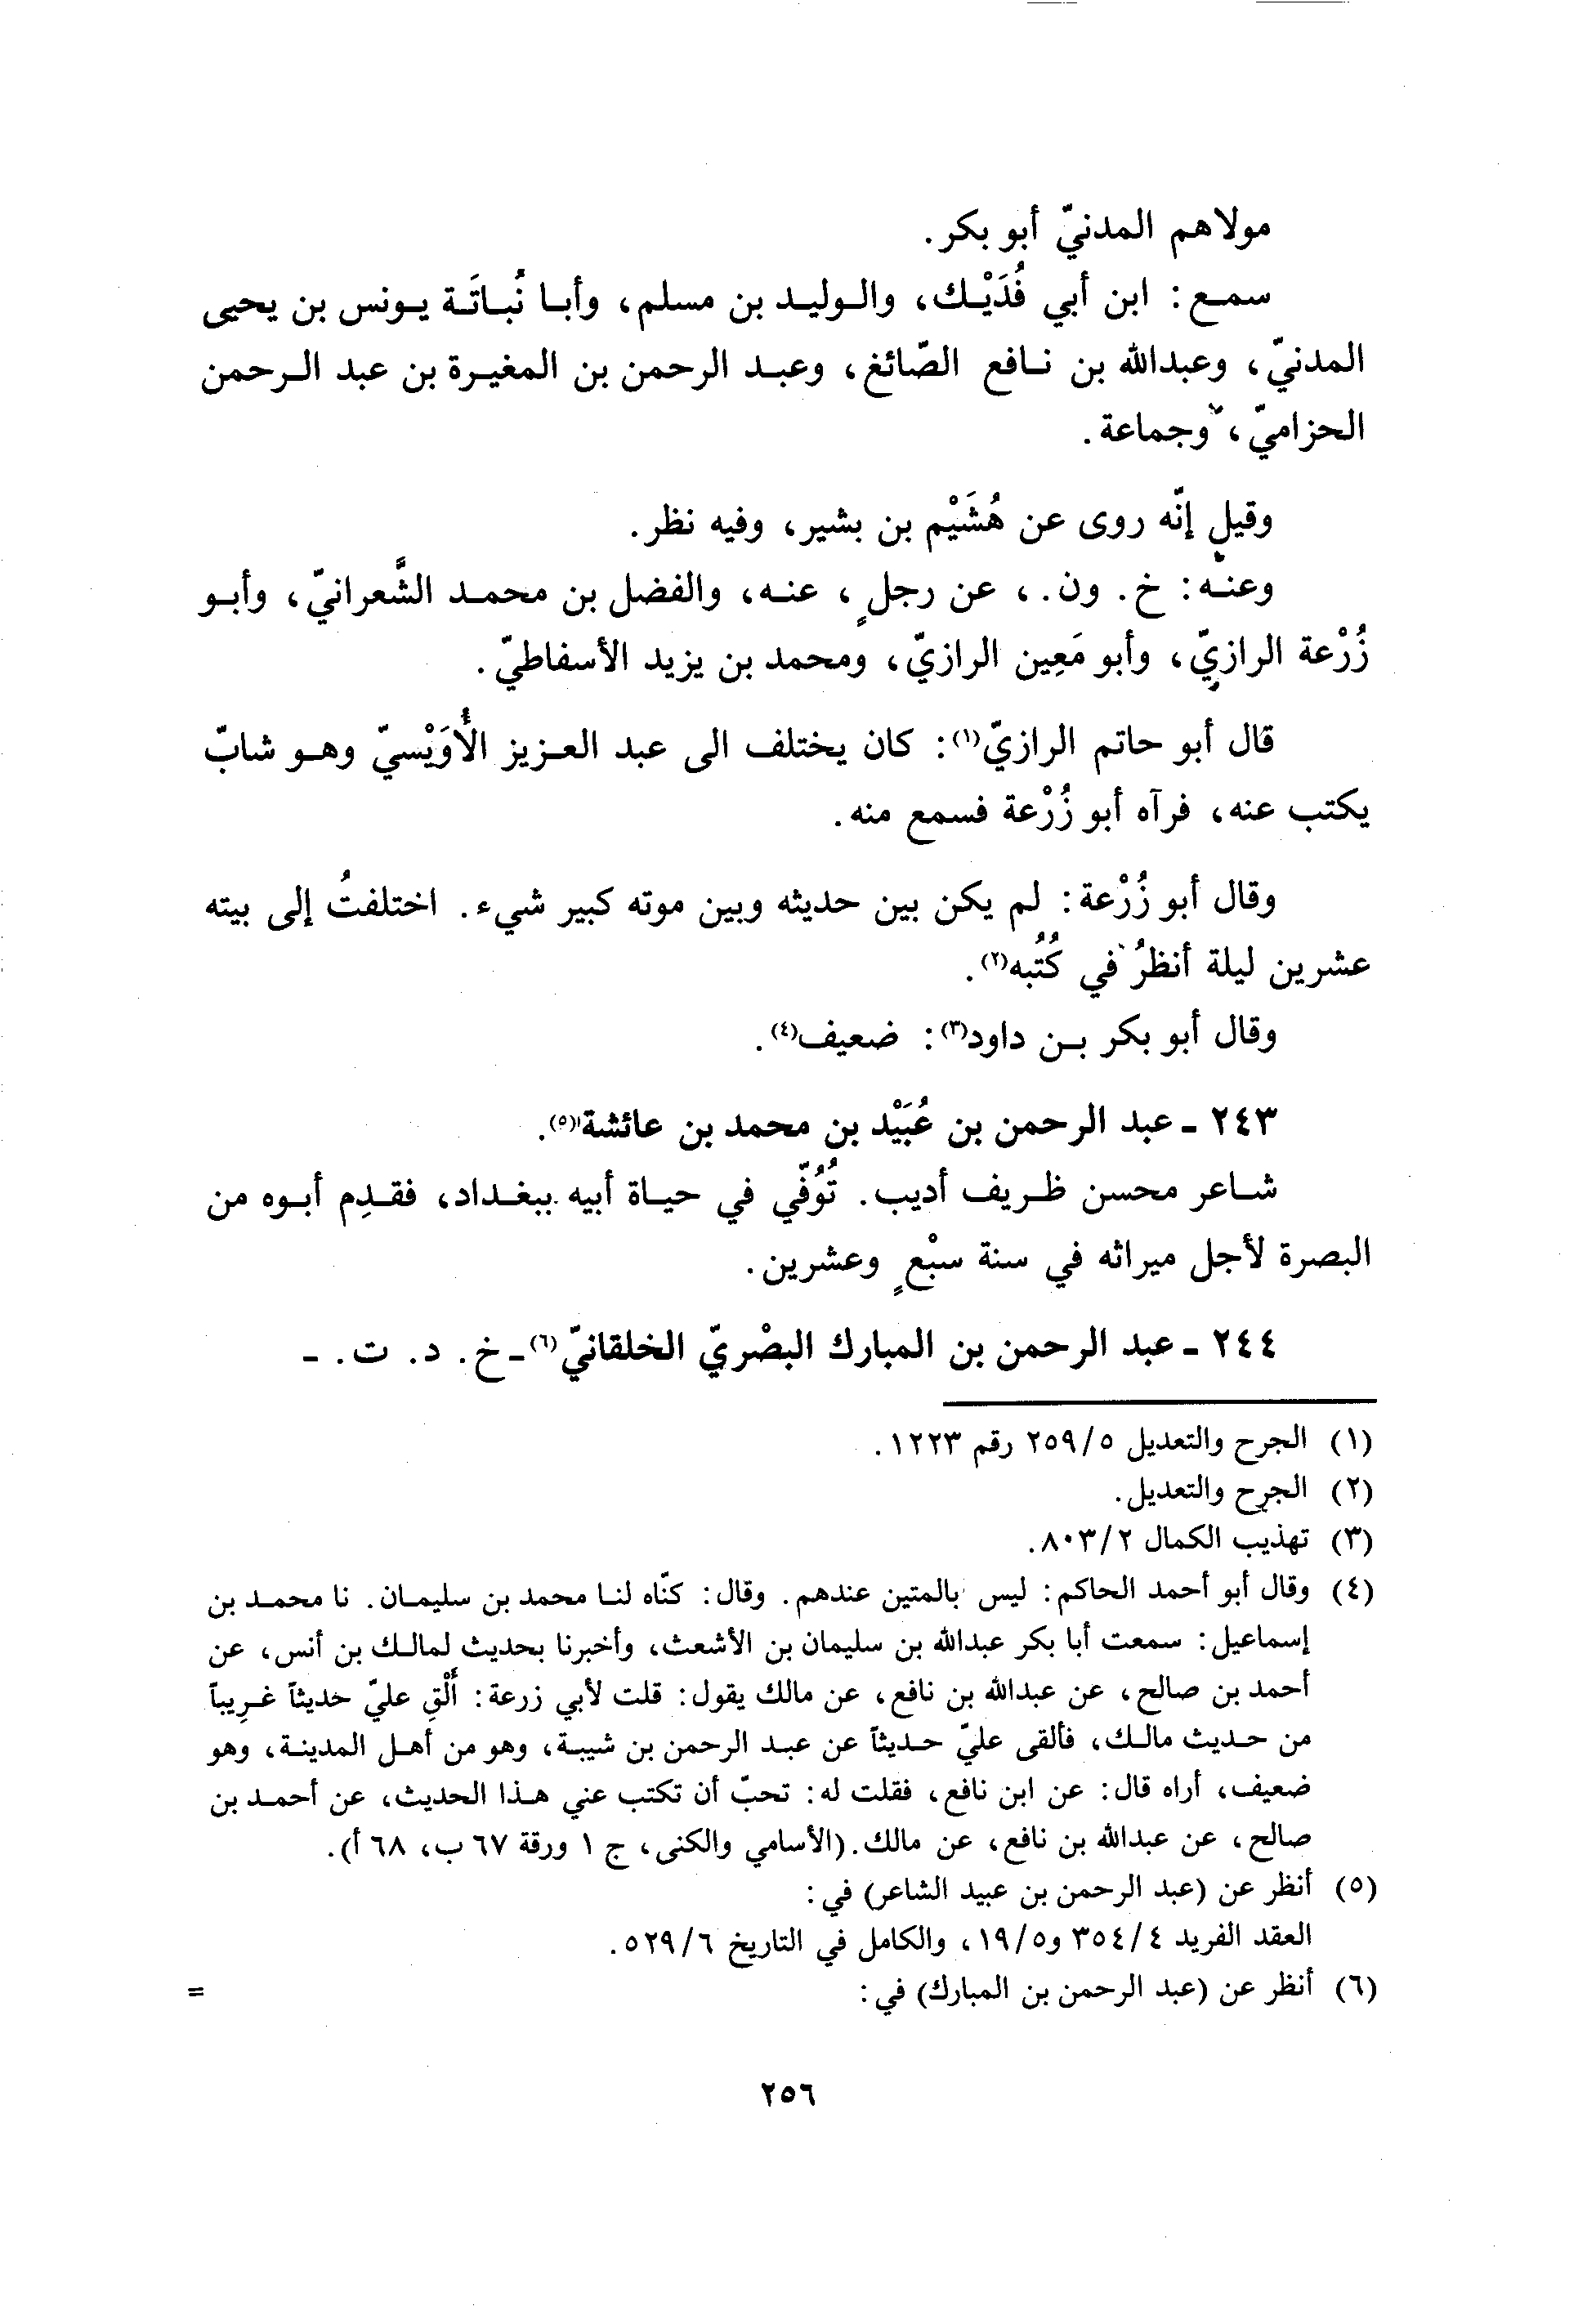 مولاهم المدنيّ أبو بكر.
سمع: ابن أبي فُدَيْك، والوليد بن مسلم، وأبا نُباتَة يونس بن يحيى
المدنيّ، وعبدالله بن نافع الصّائغ، وعبد الرحمن بن المغيرة بن عبد الرحمن
الحزاميّ، وجماعة.
وقيل إنّه روى عن هُشَيْم بن بشير، وفيه نظر.
وعنه: خ. ون.، عن رجلٍ، عنه، والفضل بن محمد الشَّعرانيّ، وأبو
زُرْعة الرازيّ، وأبو مَعِين الرازيّ، ومحمد بن يزيد الأسفاطيّ.
قال أبو حاتم الرازيّ(١): كان يختلف الى عبد العزيز الأُوَيْسيّ وهو شابّ
يكتب عنه، فرآه أبو زُرْعة فسمع منه.
وقال أبو زُرْعة: لم يكن بين حديثه وبين موته كبير شيء. اختلفتُ إلى بيته
عشرين ليلة أنظرُ في كُتُبه(٢).
وقال أبو بكر بن داود(٣): ضعيف(٤).
٢٤٣ - عبد الرحمن بن عُبَيْد بن محمد بن عائشة(٥).
شاعر محسن ظريف أديب. تُوُفّي في حياة أبيه ببغداد، فقدِم أبوه من
البصرة لأجل ميراثه في سنة سبْعٍ وعشرين.
٢٤٤ - عبد الرحمن بن المبارك البصْريّ الخلقانيّ(٦) - خ. د. ت. -
(١) الجرح والتعديل ٢٥٩/٥ رقم ١٢٢٣.
(٢) الجرح والتعديل.
(٣) تهذيب الكمال ٨٠٣/٢.
(٤) وقال أبو أحمد الحاكم: ليس بالمتين عندهم. وقال: كنّاه لنا محمد بن سليمان. نا محمد بن
إسماعيل: سمعت أبا بكر عبدالله بن سليمان بن الأشعث، وأخبرنا بحديث لمالك بن أنس، عن
أحمد بن صالح، عن عبدالله بن نافع، عن مالك يقول: قلت لأبي زرعة: أَلْقِ عليّ حديثاً غريباً
من حديث مالك، فألقى عليّ حديثاً عن عبد الرحمن بن شيبة، وهو من أهل المدينة، وهو
ضعيف، أراه قال: عن ابن نافع، فقلت له: تحبّ أن تكتب عني هذا الحديث، عن أحمد بن
صالح، عن عبدالله بن نافع، عن مالك. (الأسامي والكنى، ج ١ ورقة ٦٧ ب، ٦٨ أ).
(٥) أنظر عن (عبد الرحمن بن عبيد الشاعر) في:
العقد الفريد ٣٥٤/٤ و١٩/٥، والكامل في التاريخ ٥٢٩/٦.
(٦) أنظر عن (عبد الرحمن بن المبارك) في: =
٢٥٦